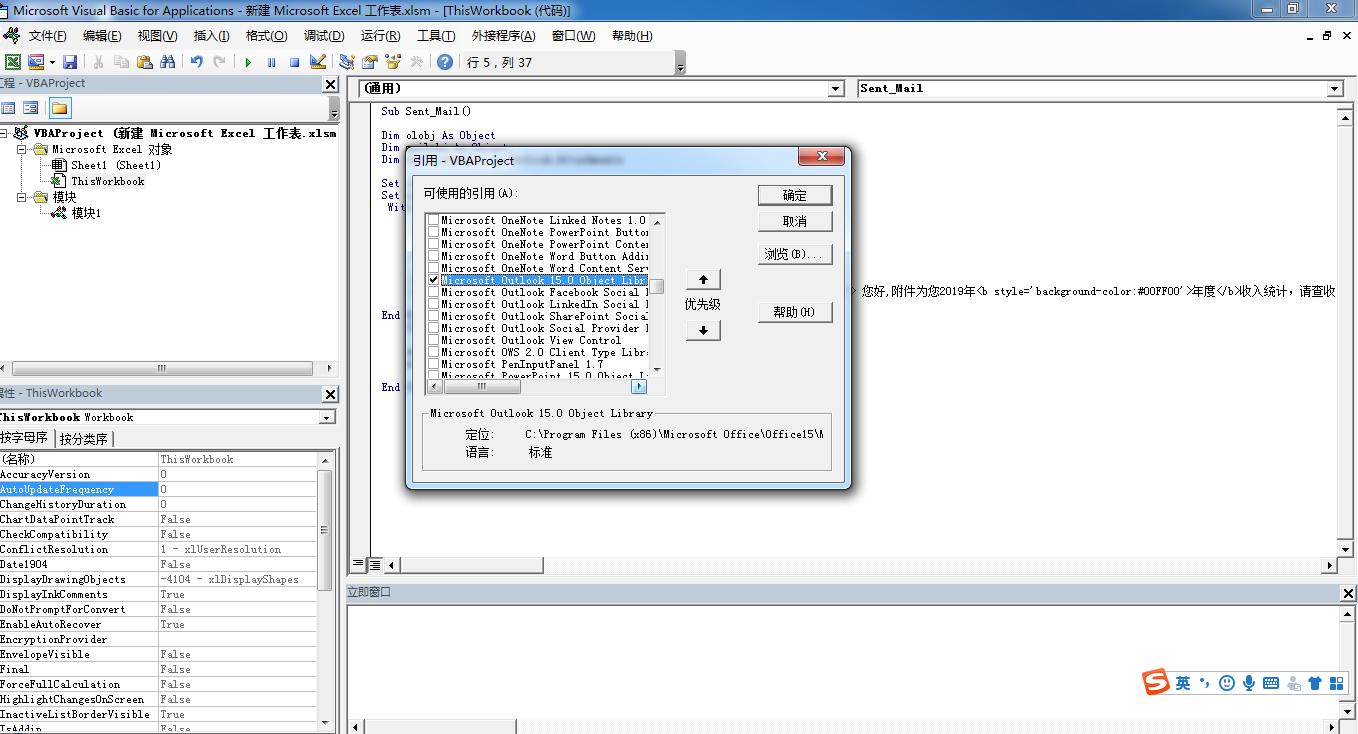 Microsoft Visual Basic for Applications - 新建 Microsoft Excel 工作表.xlsm - [ThisWorkbook (代码)]
文件(F) 编辑(E) 视图(V) 插入(I) 格式(O) 调试(D) 运行(R) 工具(T) 外接程序(A) 窗口(W) 帮助(H)
行 5，列 37
工程 - VBAProject
(通用)
Sent_Mail
VBAProject (新建 Microsoft Excel 工作表.xlsm
Microsoft Excel 对象
Sheet1 (Sheet1)
ThisWorkbook
模块
模块1
Sub Sent_Mail()
Dim olobj As Object
Dim
Dim
Set
Set
Wit
您好,附件为您2019年<b style='background-color:#00FF00'>年度</b>收入统计，请查收
End
End
引用 - VBAProject
可使用的引用(A):
Microsoft OneNote Linked Notes 1.0
Microsoft OneNote PowerPoint Button
Microsoft OneNote PowerPoint Conte
Microsoft OneNote Word Button Addi
Microsoft OneNote Word Content Ser
Microsoft Outlook 15.0 Object Libr
Microsoft Outlook Facebook Social
Microsoft Outlook LinkedIn Social
Microsoft Outlook SharePoint Socia
Microsoft Outlook Social Provider
Microsoft Outlook View Control
Microsoft OWS 2.0 Client Type Libr
Microsoft PenInputPanel 1.7
Microsoft PowerPoint 15.0 Object L
确定
取消
浏览(B)...
优先级
帮助(H)
Microsoft Outlook 15.0 Object Library
定位: C:\Program Files (x86)\Microsoft Office\Office15\M
语言: 标准
属性 - ThisWorkbook
ThisWorkbook Workbook
按字母序 按分类序
(名称) ThisWorkbook
AccuracyVersion 0
AutoUpdateFrequency 0
ChangeHistoryDuration 0
ChartDataPointTrack False
CheckCompatibility False
ConflictResolution 1 - xlUserResolution
Date1904 False
DisplayDrawingObjects -4104 - xlDisplayShapes
DisplayInkComments True
DoNotPromptForConvert False
EnableAutoRecover True
EncryptionProvider
EnvelopeVisible False
Final False
ForceFullCalculation False
HighlightChangesOnScreen False
InactiveListBorderVisible True
IsAddin False
立即窗口
英